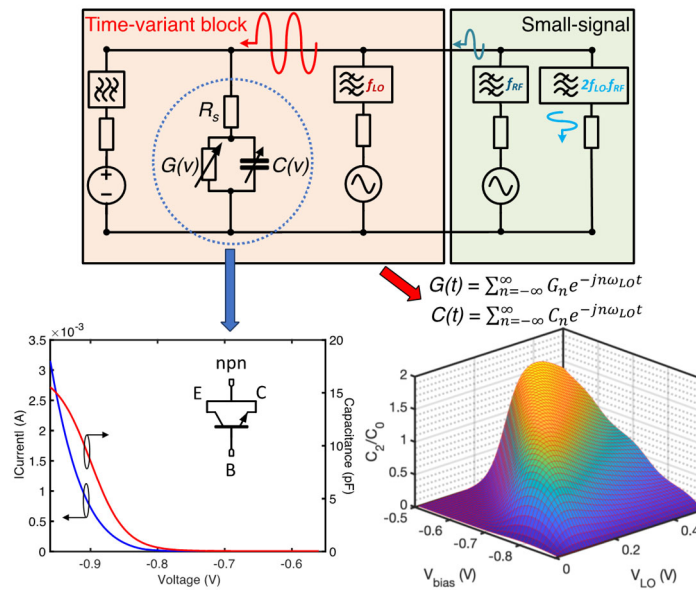 Time-variant block
Small-signal
f_LO
f_RF
2f_LO-f_RF
R_s
G(v)
C(v)
G(t) = ∑_{n=-∞}^{∞} G_n e^{-jnω_LO t}
C(t) = ∑_{n=-∞}^{∞} C_n e^{-jnω_LO t}
×10⁻³
3.5
3
2.5
2
1.5
1
0.5
0
ICurrentI (A)
20
15
10
5
0
Capacitance (pF)
npn
E
C
B
-0.9
-0.8
-0.7
-0.6
Voltage (V)
2
1.5
1
0.5
0
C_2/C_0
-0.5
-0.6
-0.7
-0.8
V_bias (V)
0
0.2
0.4
V_LO (V)